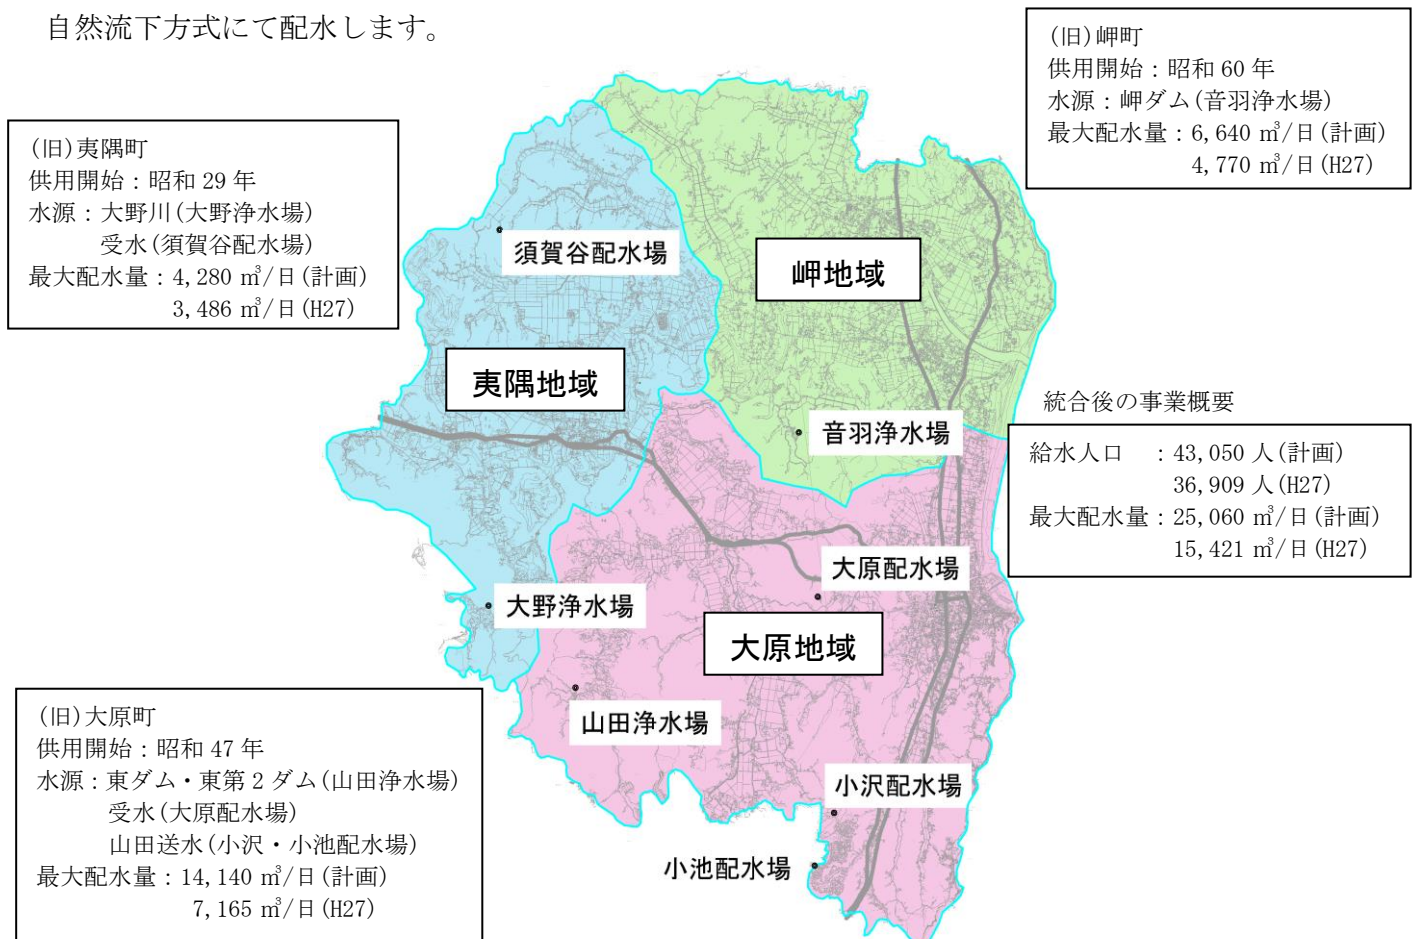 自然流下方式にて配水します。
(旧)岬町
供用開始：昭和 60 年
水源：岬ダム(音羽浄水場)
最大配水量：6,640 ㎥/日(計画)
4,770 ㎥/日(H27)
(旧)夷隅町
供用開始：昭和 29 年
水源：大野川(大野浄水場)
受水(須賀谷配水場)
最大配水量：4,280 ㎥/日(計画)
3,486 ㎥/日(H27)
須賀谷配水場
岬地域
夷隅地域
音羽浄水場
統合後の事業概要
給水人口　：43,050 人(計画)
36,909 人(H27)
最大配水量：25,060 ㎥/日(計画)
15,421 ㎥/日(H27)
大原配水場
大野浄水場
大原地域
山田浄水場
(旧)大原町
供用開始：昭和 47 年
水源：東ダム・東第 2 ダム(山田浄水場)
受水(大原配水場)
山田送水(小沢・小池配水場)
最大配水量：14,140 ㎥/日(計画)
7,165 ㎥/日(H27)
小沢配水場
小池配水場